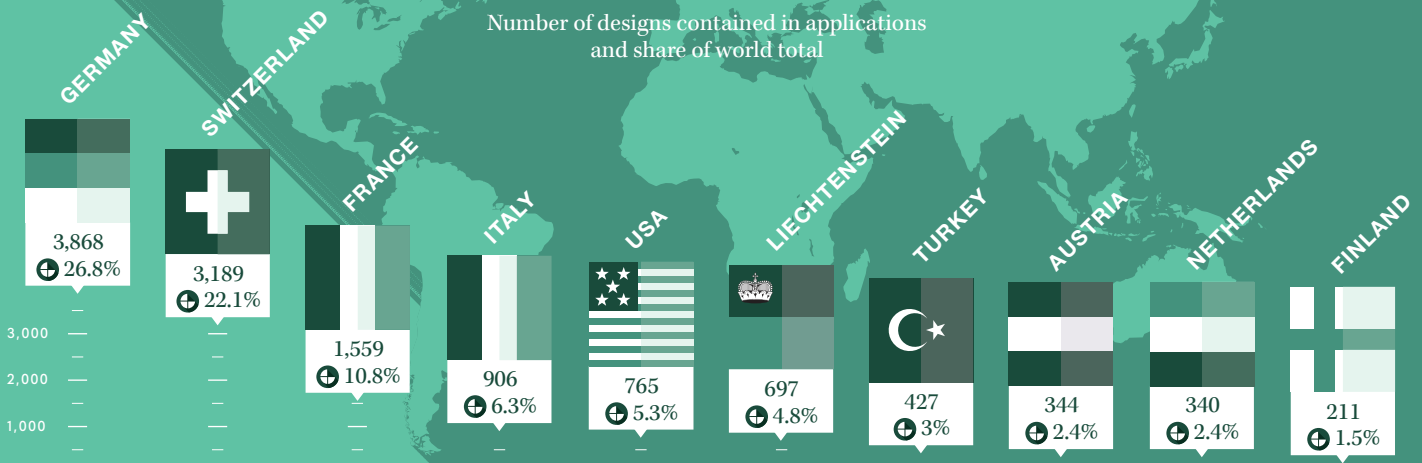 Number of designs contained in applications
and share of world total
GERMANY
3,868
26.8%
SWITZERLAND
3,189
22.1%
FRANCE
1,559
10.8%
ITALY
906
6.3%
USA
765
5.3%
LIECHTENSTEIN
697
4.8%
TURKEY
427
3%
AUSTRIA
344
2.4%
NETHERLANDS
340
2.4%
FINLAND
211
1.5%
3,000
2,000
1,000